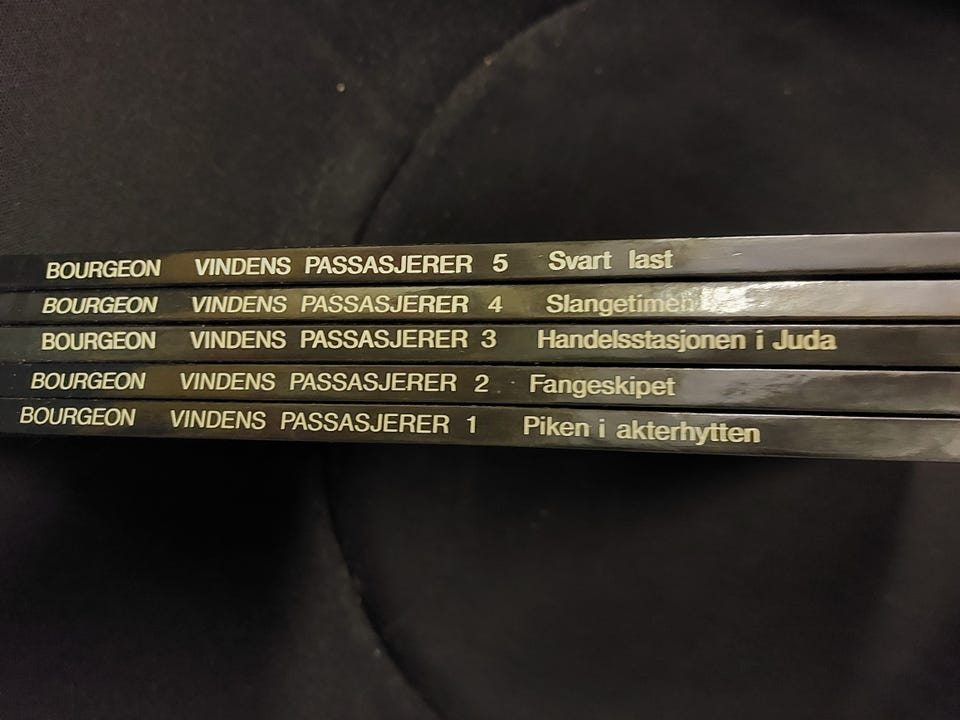 BOURGEON VINDENS PASSASJERER 5 Svart last
BOURGEON VINDENS PASSASJERER 4 Slangetimen
BOURGEON VINDENS PASSASJERER 3 Handelsstasjonen i Juda
BOURGEON VINDENS PASSASJERER 2 Fangeskipet
BOURGEON VINDENS PASSASJERER 1 Piken i akterhytten